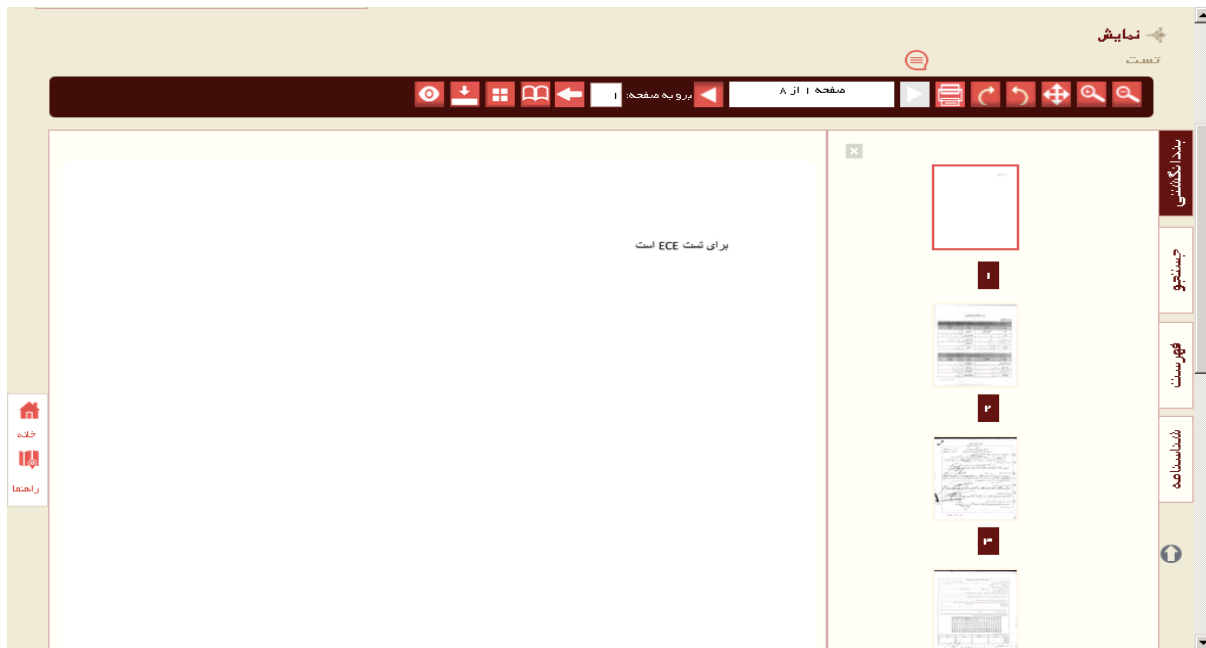 نمایش
تست
صفحه ۱ از ۸
برو به صفحه: ۱
بندانگشتی
جستجو
فهرست
شناسنامه
۱
۲
۳
برای تست ECE است
خانه
راهنما